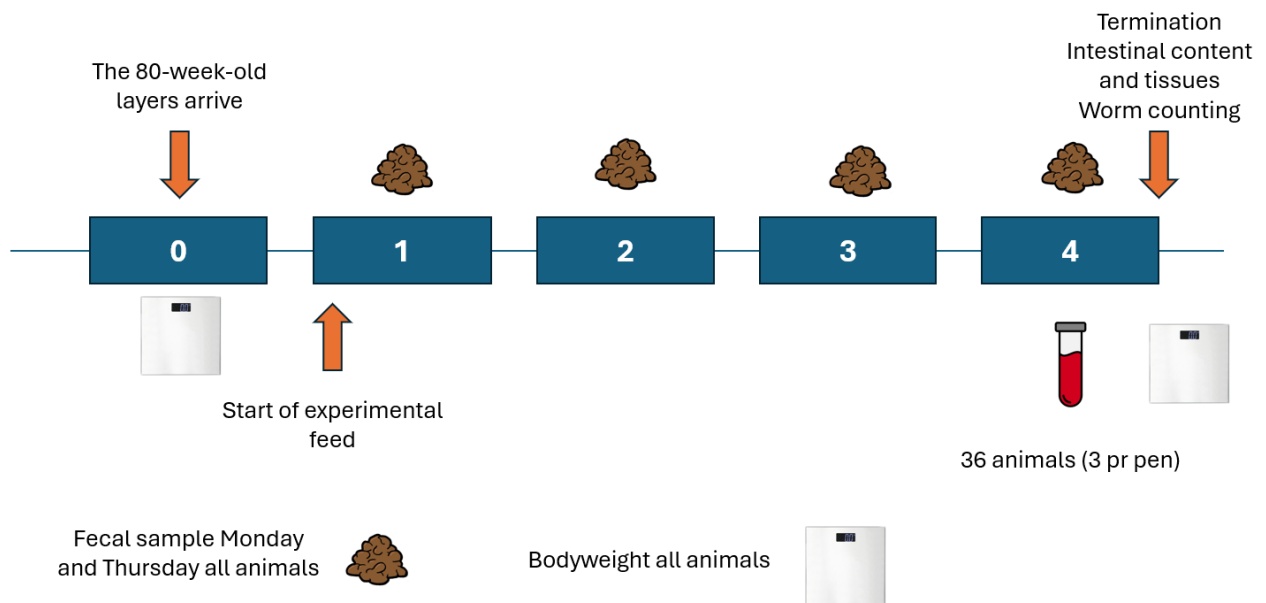 Termination
Intestinal content
and tissues
Worm counting
The 80-week-old
layers arrive
0
1
2
3
4
Start of experimental
feed
36 animals (3 pr pen)
Fecal sample Monday
and Thursday all animals
Bodyweight all animals